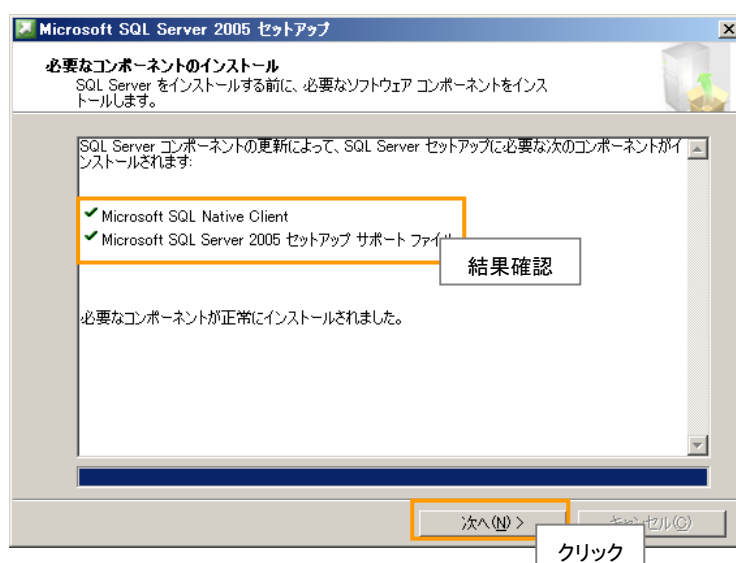 Microsoft SQL Server 2005 セットアップ
必要なコンポーネントのインストール
SQL Server をインストールする前に、必要なソフトウェア コンポーネントをインス
トールします。
SQL Server コンポーネントの更新によって、SQL Server セットアップに必要な次のコンポーネントがイ
ンストールされます:
Microsoft SQL Native Client
Microsoft SQL Server 2005 セットアップ サポート ファイル
結果確認
必要なコンポーネントが正常にインストールされました。
次へ(N) >
キャンセル(C)
クリック